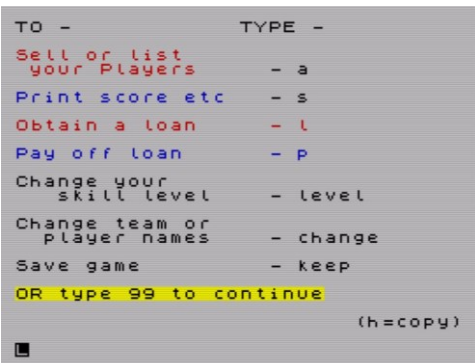 TO - TYPE -
Sell or list
your Players - a
Print score etc - s
Obtain a loan - l
Pay off loan - p
Change your
skill level - level
Change team or
player names - change
Save game - keep
OR type 99 to continue
(h=copy)
L